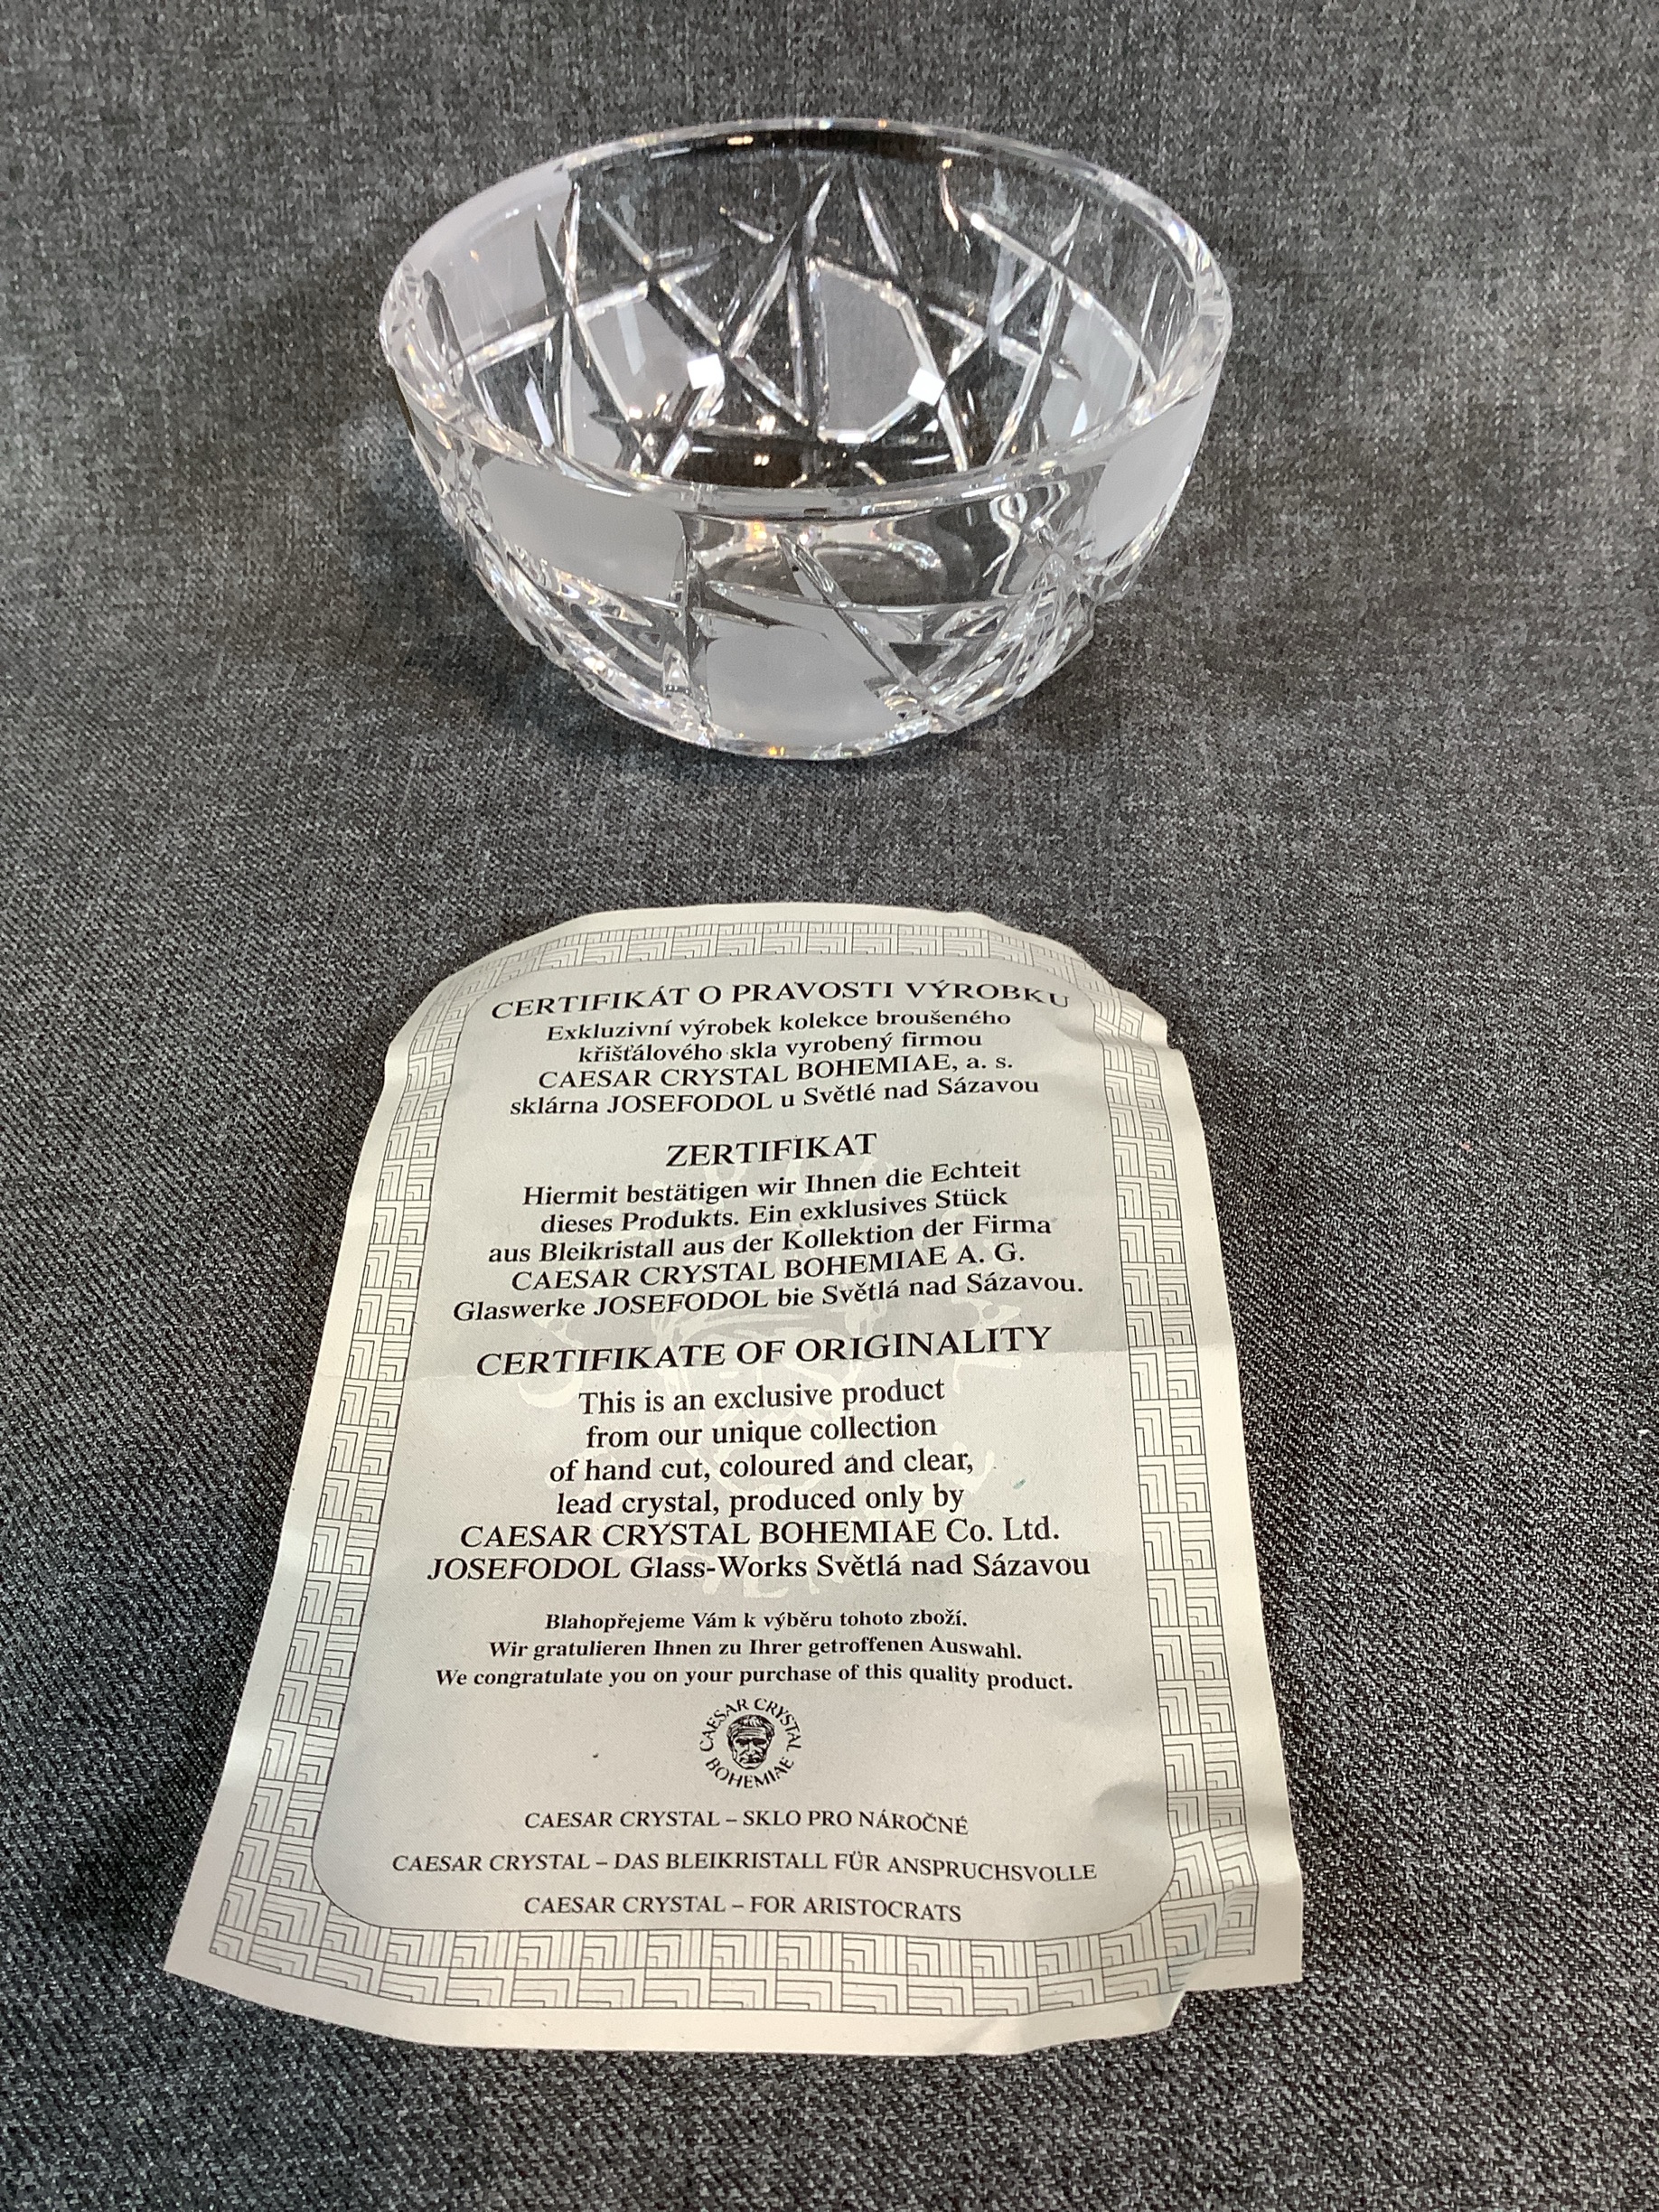 CERTIFIKÁT O PRAVOSTI VÝROBKU
Exkluzivní výrobek kolekce broušeného
křišťálového skla vyrobený firmou
CAESAR CRYSTAL BOHEMIAE, a. s.
sklárna JOSEFODOL u Světlé nad Sázavou
ZERTIFIKAT
Hiermit bestätigen wir Ihnen die Echteit
dieses Produkts. Ein exklusives Stück
aus Bleikristall aus der Kollektion der Firma
CAESAR CRYSTAL BOHEMIAE A. G.
Glaswerke JOSEFODOL bie Světlá nad Sázavou.
CERTIFIKATE OF ORIGINALITY
This is an exclusive product
from our unique collection
of hand cut, coloured and clear,
lead crystal, produced only by
CAESAR CRYSTAL BOHEMIAE Co. Ltd.
JOSEFODOL Glass-Works Světlá nad Sázavou
Blahopřejeme Vám k výběru tohoto zboží.
Wir gratulieren Ihnen zu Ihrer getroffenen Auswahl.
We congratulate you on your purchase of this quality product.
CAESAR CRYSTAL
BOHEMIAE
CAESAR CRYSTAL – SKLO PRO NÁROČNÉ
CAESAR CRYSTAL – DAS BLEIKRISTALL FÜR ANSPRUCHSVOLLE
CAESAR CRYSTAL – FOR ARISTOCRATS